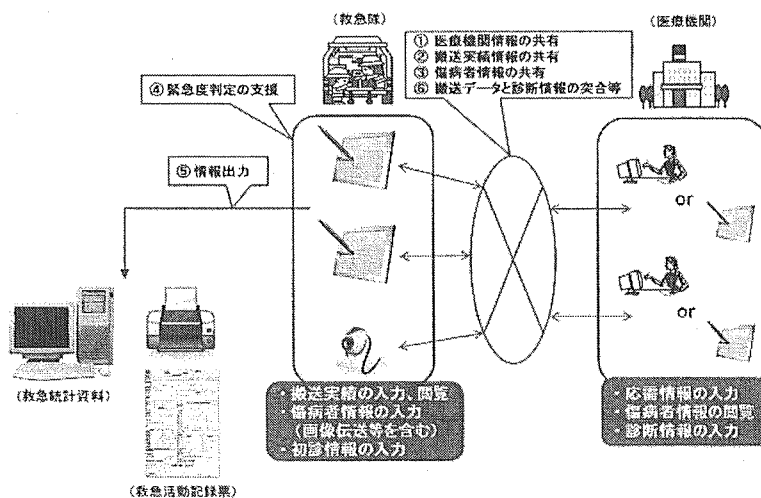 (救急隊)
(医療機関)
① 医療機関情報の共有
② 搬送実績情報の共有
③ 傷病者情報の共有
⑥ 搬送データと診断情報の突合等
④ 緊急度判定の支援
⑤ 情報出力
or
or
(救急統計資料)
(救急活動記録票)
・搬送実績の入力、閲覧
・傷病者情報の入力
(画像伝送等を含む)
・初診情報の入力
・応需情報の入力
・傷病者情報の閲覧
・診断情報の入力